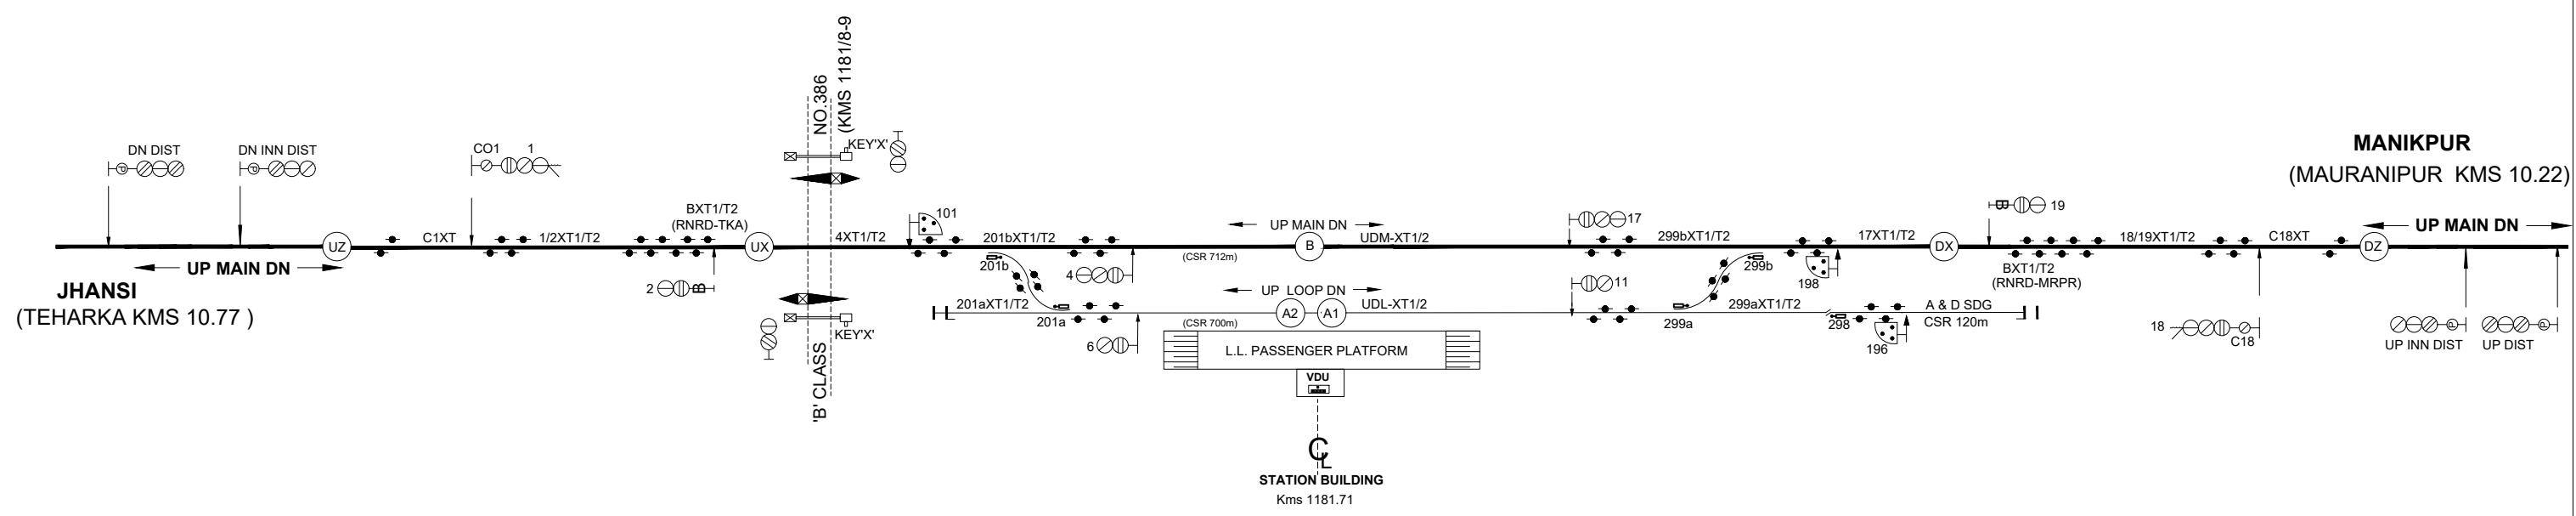 NO.386
(KMS 1181/8-9
KEY'X'
MANIKPUR
(MAURANIPUR KMS 10.22)
DN DIST
DN INN DIST
CO1 1
P
P
BXT1/T2
(RNRD-TKA)
101
17
B 19
UP MAIN DN
UP MAIN DN
UZ
C1XT
1/2XT1/T2
UX
4XT1/T2
201bXT1/T2
B
UDM-XT1/2
299bXT1/T2
17XT1/T2
DX
18/19XT1/T2
C18XT
DZ
UP MAIN DN
(CSR 712m)
201b
299b
BXT1/T2
(RNRD-MRPR)
JHANSI
(TEHARKA KMS 10.77 )
2 B
4
198
UP LOOP DN
11
201aXT1/T2
A2
A1
UDL-XT1/2
299aXT1/T2
A & D SDG
CSR 120m
201a
(CSR 700m)
299a
298
196
KEY'X'
'B' CLASS
6
L.L. PASSENGER PLATFORM
VDU
18
C18
P
P
UP INN DIST
UP DIST
CL
STATION BUILDING
Kms 1181.71